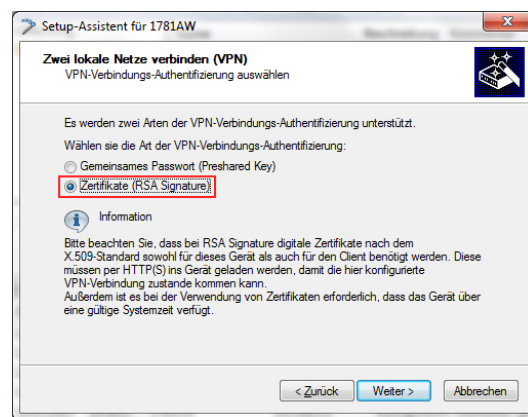 Setup-Assistent für 1781AW
Zwei lokale Netze verbinden (VPN)
VPN-Verbindungs-Authentifizierung auswählen
Es werden zwei Arten der VPN-Verbindungs-Authentifizierung unterstützt.
Wählen sie die Art der VPN-Verbindungs-Authentifizierung:
Gemeinsames Passwort (Preshared Key)
Zertifikate (RSA Signature)
Information
Bitte beachten Sie, dass bei RSA Signature digitale Zertifikate nach dem
X.509-Standard sowohl für dieses Gerät als auch für den Client benötigt werden. Diese
müssen per HTTP(S) ins Gerät geladen werden, damit die hier konfigurierte
VPN-Verbindung zustande kommen kann.
Außerdem ist es bei der Verwendung von Zertifikaten erforderlich, dass das Gerät über
eine gültige Systemzeit verfügt.
< Zurück Weiter > Abbrechen